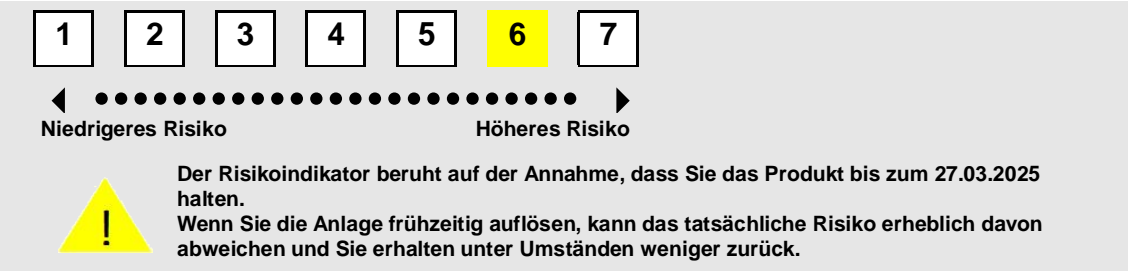 1 2 3 4 5 6 7
Niedrigeres Risiko Höheres Risiko
Der Risikoindikator beruht auf der Annahme, dass Sie das Produkt bis zum 27.03.2025
halten.
Wenn Sie die Anlage frühzeitig auflösen, kann das tatsächliche Risiko erheblich davon
abweichen und Sie erhalten unter Umständen weniger zurück.
!